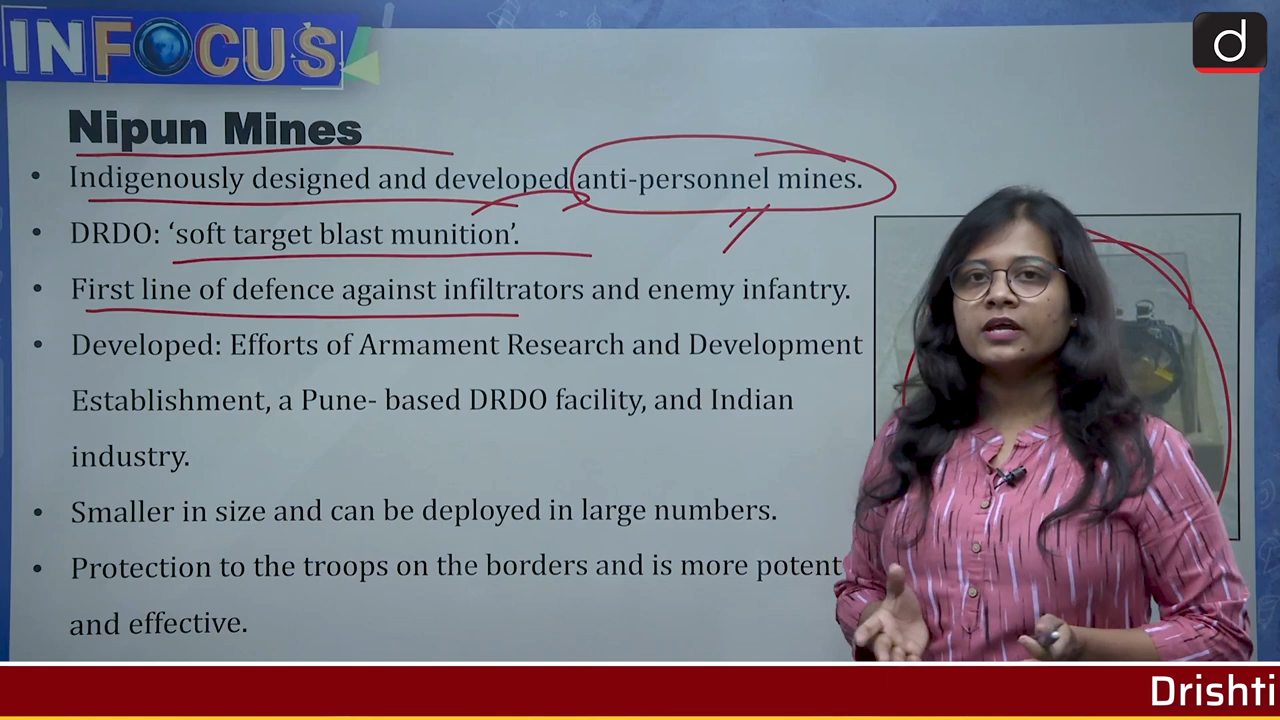 INFOCUS
d
Nipun Mines
• Indigenously designed and developed anti-personnel mines.
• DRDO: ‘soft target blast munition’.
• First line of defence against infiltrators and enemy infantry.
• Developed: Efforts of Armament Research and Development
Establishment, a Pune- based DRDO facility, and Indian
industry.
• Smaller in size and can be deployed in large numbers.
• Protection to the troops on the borders and is more potent
and effective.
Drishti